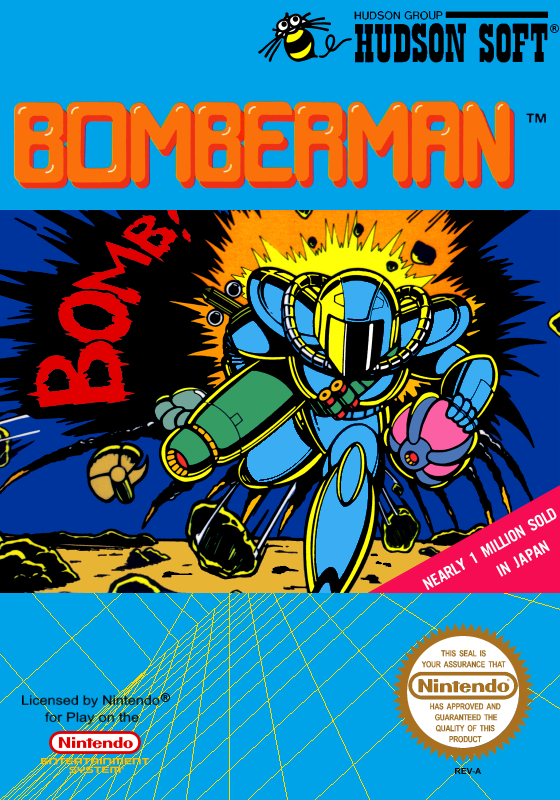 HUDSON GROUP
HUDSON SOFT®
BOMBERMAN™
BOMB!
NEARLY 1 MILLION SOLD
IN JAPAN
Licensed by Nintendo®
for Play on the
Nintendo
ENTERTAINMENT
SYSTEM
THIS SEAL IS
YOUR ASSURANCE THAT
Nintendo
HAS APPROVED AND
GUARANTEED THE
QUALITY OF THIS
PRODUCT
REV-A